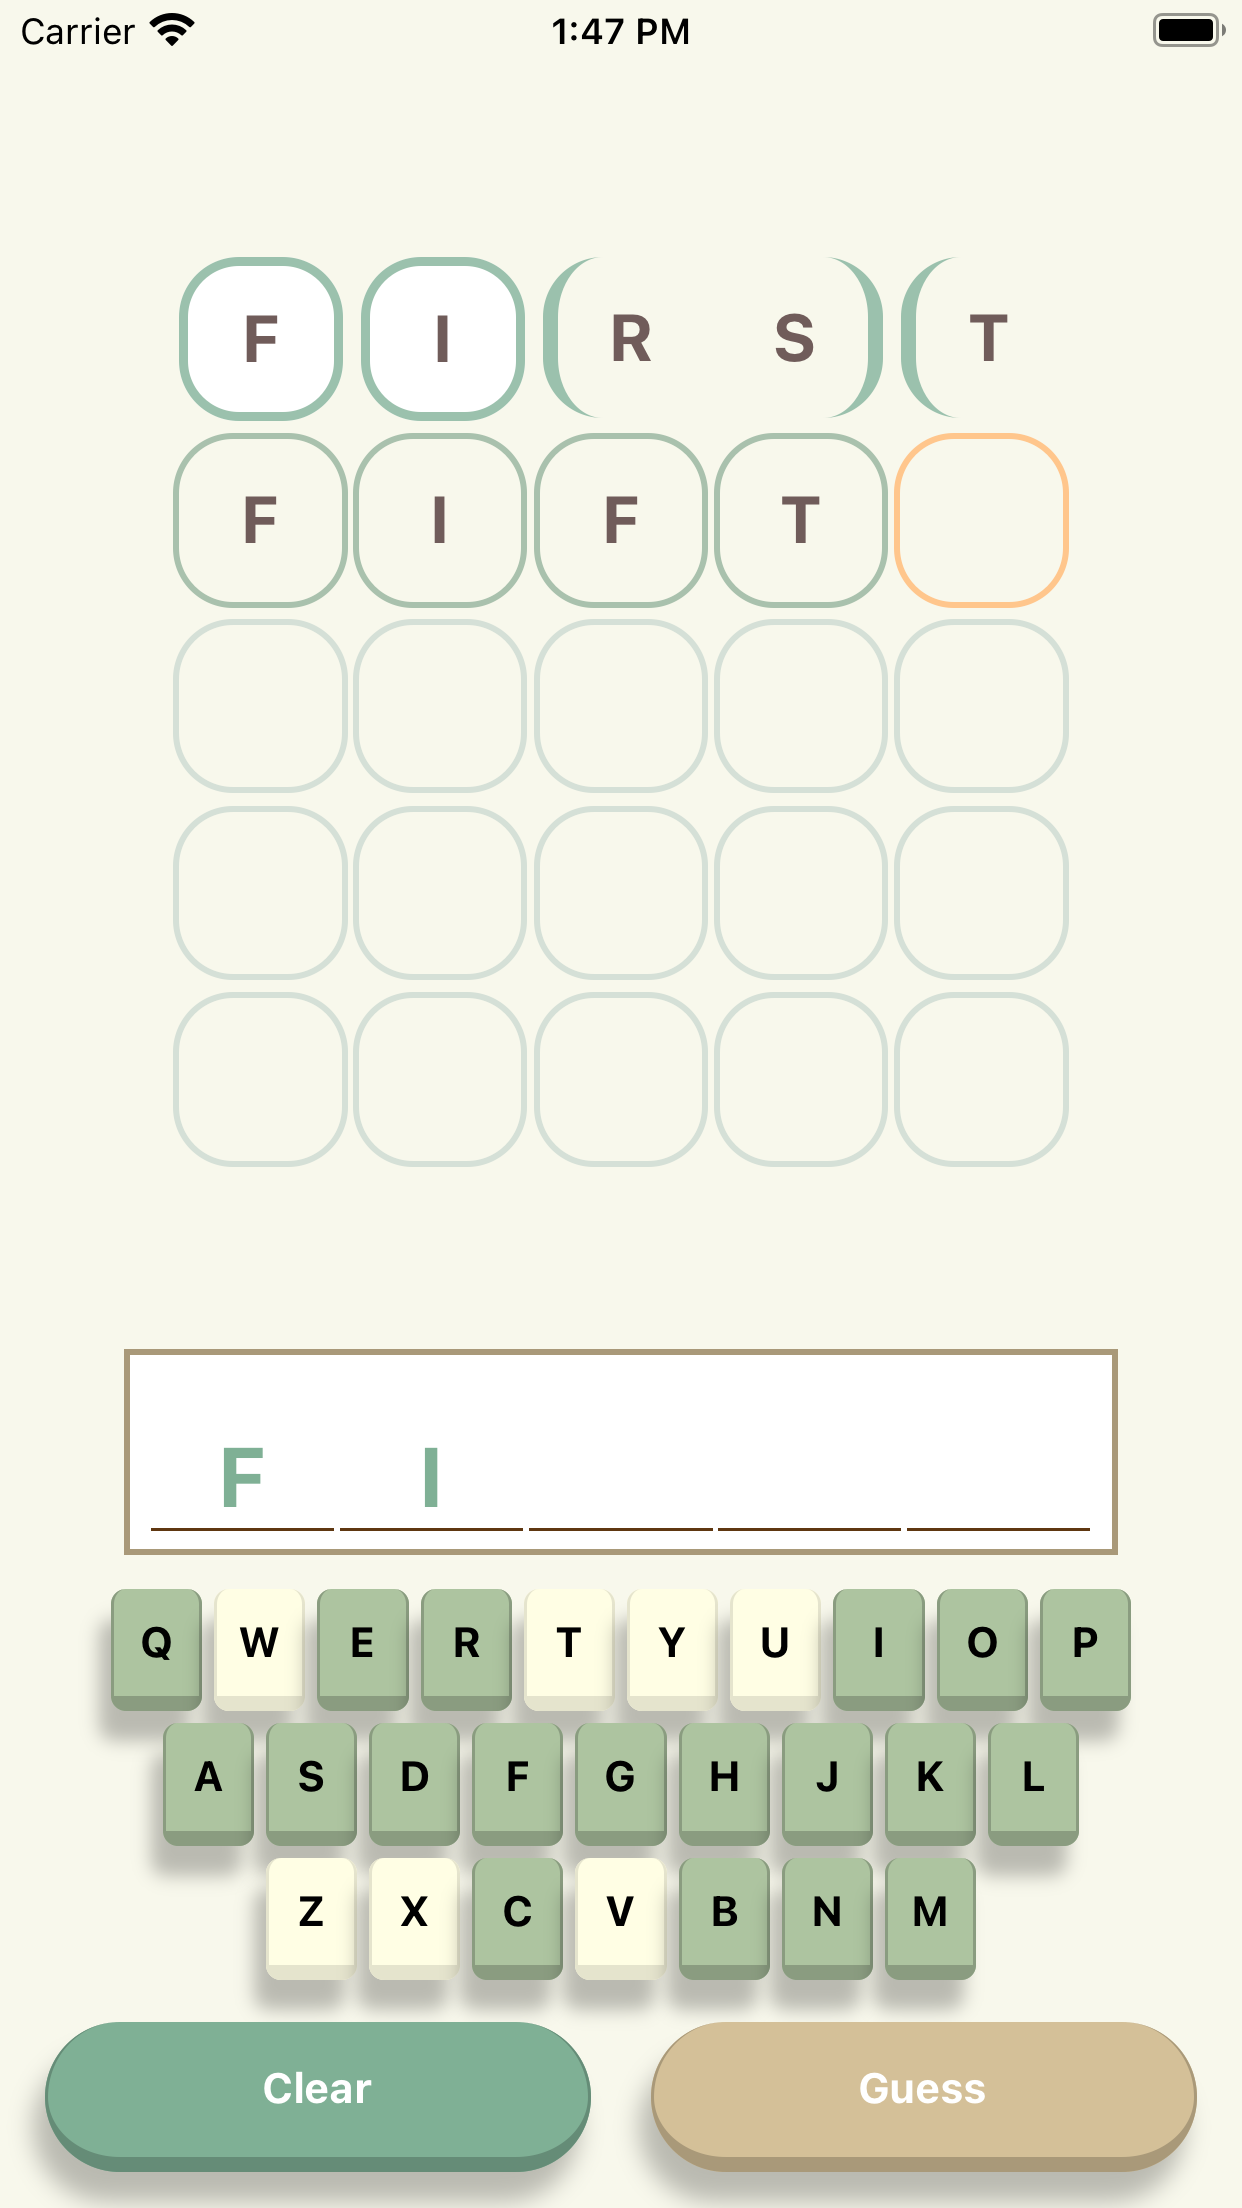 Carrier 1:47 PM
F I R S T
F I F T
F I
Q W E R T Y U I O P
A S D F G H J K L
Z X C V B N M
Clear Guess